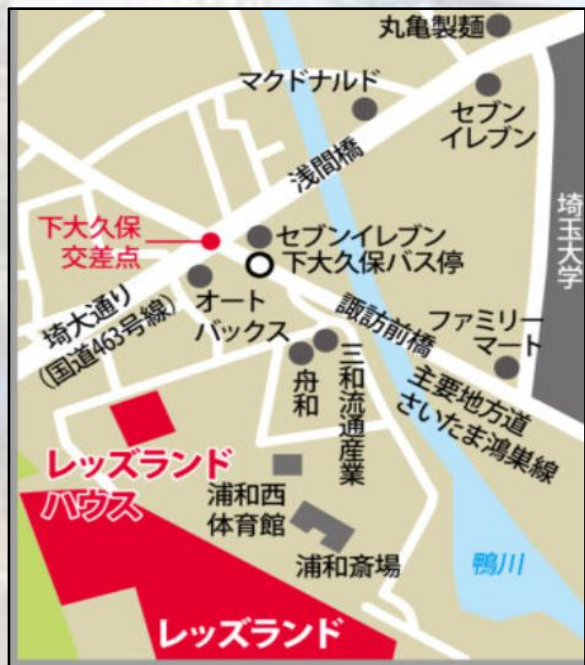 丸亀製麺
マクドナルド
セブン
イレブン
浅間橋
埼玉大学
下大久保
交差点
セブンイレブン
下大久保バス停
埼大通り
(国道463号線)
オート
バックス
諏訪前橋
ファミリー
マート
舟和
三和流通産業
主要地方道
さいたま鴻巣線
レッズランド
ハウス
浦和西
体育館
浦和斎場
鴨川
レッズランド